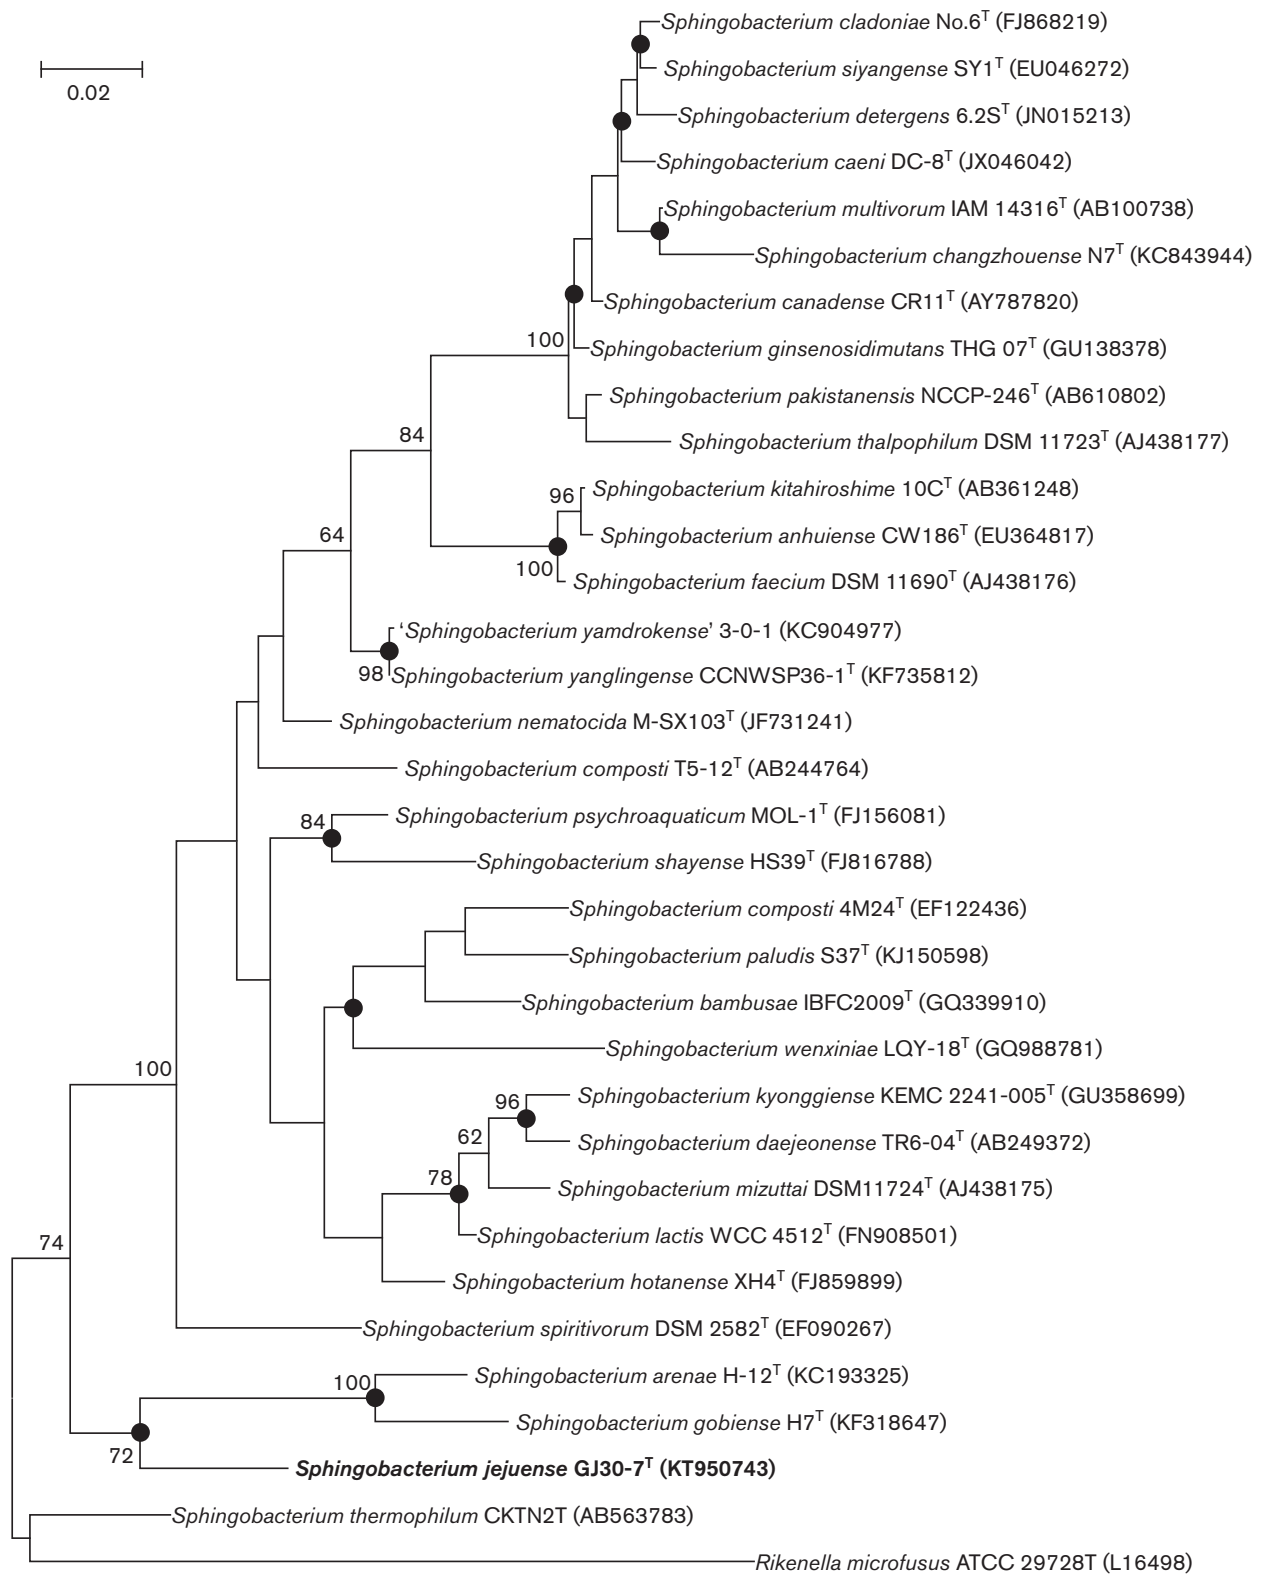 Sphingobacterium cladoniae No.6T (FJ868219)
0.02
Sphingobacterium siyangense SY1T (EU046272)
Sphingobacterium detergens 6.2ST (JN015213)
Sphingobacterium caeni DC-8T (JX046042)
Sphingobacterium multivorum IAM 14316T (AB100738)
Sphingobacterium changzhouense N7T (KC843944)
Sphingobacterium canadense CR11T (AY787820)
100
Sphingobacterium ginsenosidimutans THG 07T (GU138378)
Sphingobacterium pakistanensis NCCP-246T (AB610802)
84
Sphingobacterium thalpophilum DSM 11723T (AJ438177)
96
Sphingobacterium kitahiroshime 10CT (AB361248)
64
Sphingobacterium anhuiense CW186T (EU364817)
100
Sphingobacterium faecium DSM 11690T (AJ438176)
‘Sphingobacterium yamdrokense’ 3-0-1 (KC904977)
98
Sphingobacterium yanglingense CCNWSP36-1T (KF735812)
Sphingobacterium nematocida M-SX103T (JF731241)
Sphingobacterium composti T5-12T (AB244764)
84
Sphingobacterium psychroaquaticum MOL-1T (FJ156081)
Sphingobacterium shayense HS39T (FJ816788)
Sphingobacterium composti 4M24T (EF122436)
Sphingobacterium paludis S37T (KJ150598)
Sphingobacterium bambusae IBFC2009T (GQ339910)
Sphingobacterium wenxiniae LQY-18T (GQ988781)
100
96
Sphingobacterium kyonggiense KEMC 2241-005T (GU358699)
62
Sphingobacterium daejeonense TR6-04T (AB249372)
78
Sphingobacterium mizuttai DSM11724T (AJ438175)
Sphingobacterium lactis WCC 4512T (FN908501)
74
Sphingobacterium hotanense XH4T (FJ859899)
Sphingobacterium spiritivorum DSM 2582T (EF090267)
100
Sphingobacterium arenae H-12T (KC193325)
Sphingobacterium gobiense H7T (KF318647)
72
Sphingobacterium jejuense GJ30-7T (KT950743)
Sphingobacterium thermophilum CKTN2T (AB563783)
Rikenella microfusus ATCC 29728T (L16498)